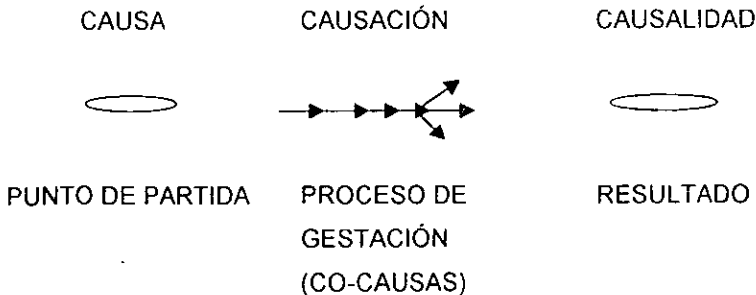 CAUSA CAUSACIÓN CAUSALIDAD
PUNTO DE PARTIDA PROCESO DE RESULTADO
GESTACIÓN
(CO-CAUSAS)